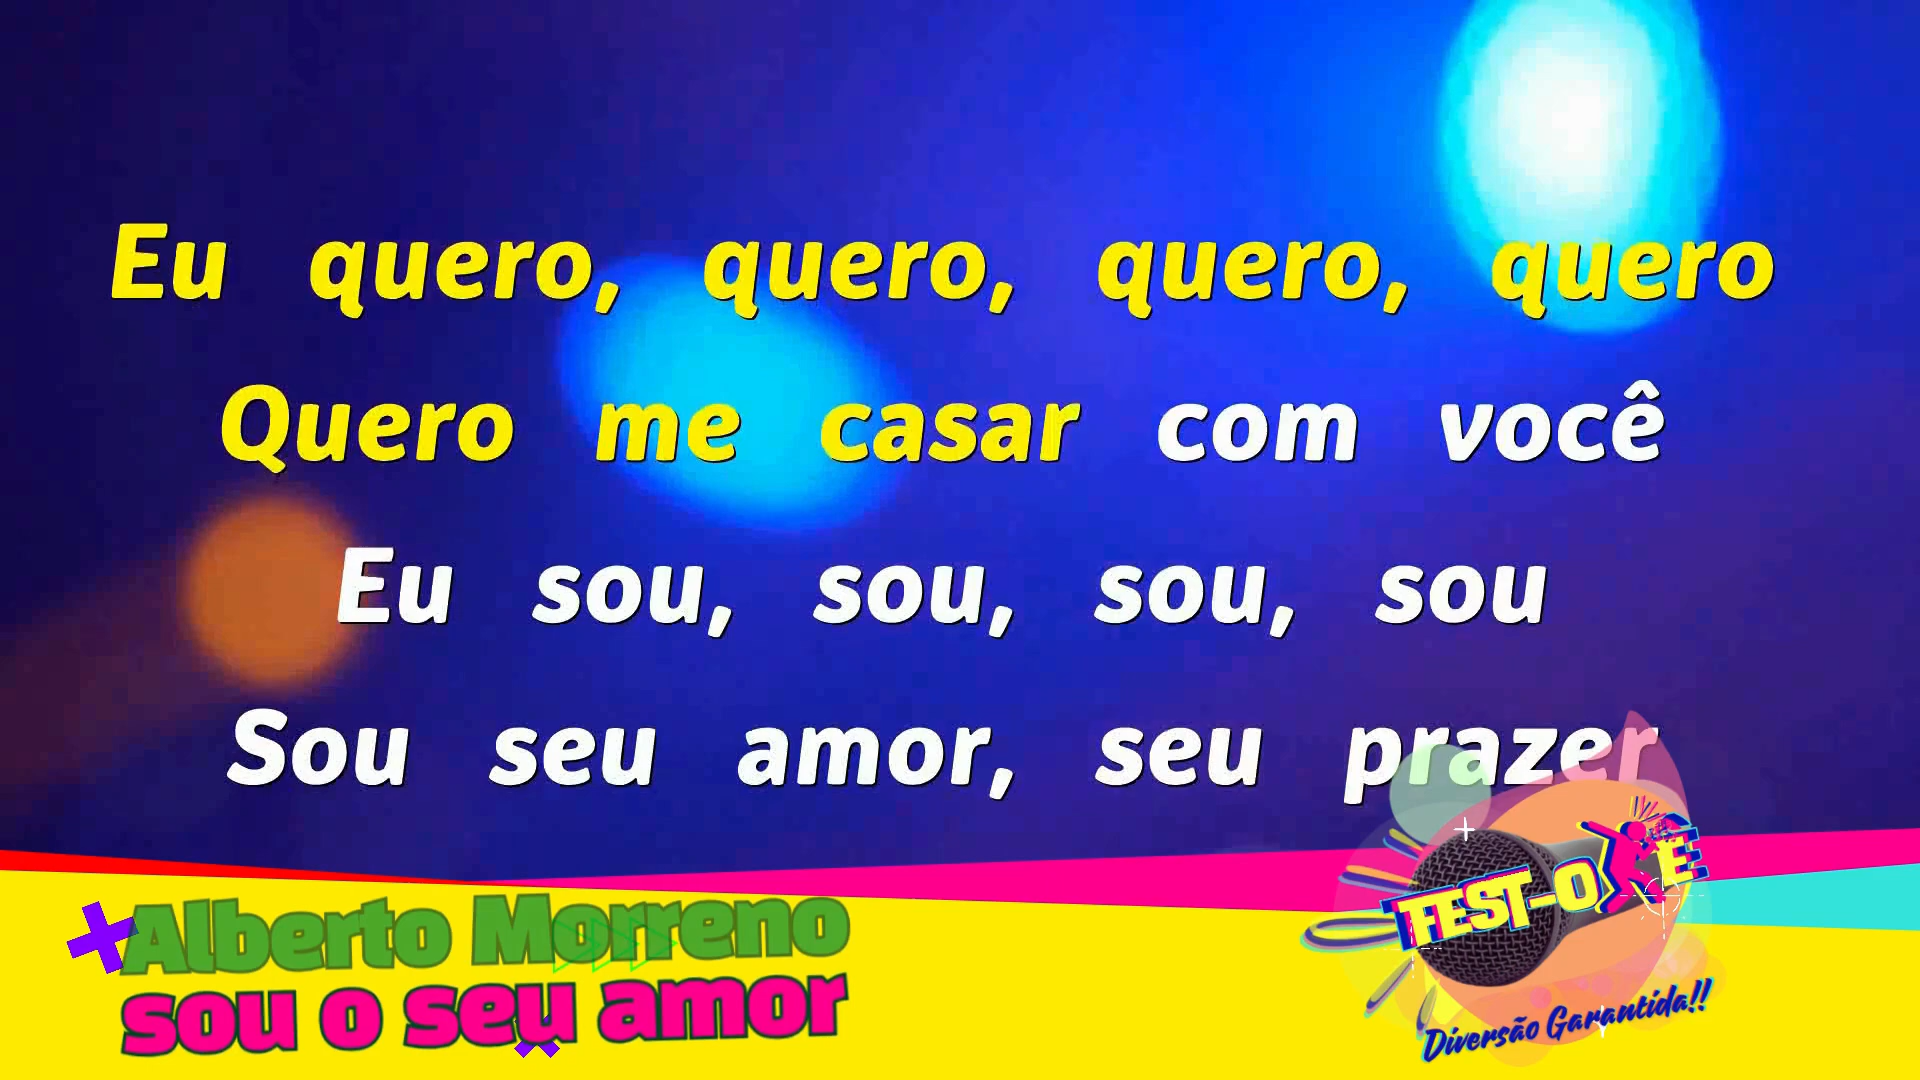 Eu quero, quero, quero, quero
Quero me casar com você
Eu sou, sou, sou, sou
Sou seu amor, seu prazer
Alberto Morreno
sou o seu amor
FEST-OKÊ
Diversão Garantida!!